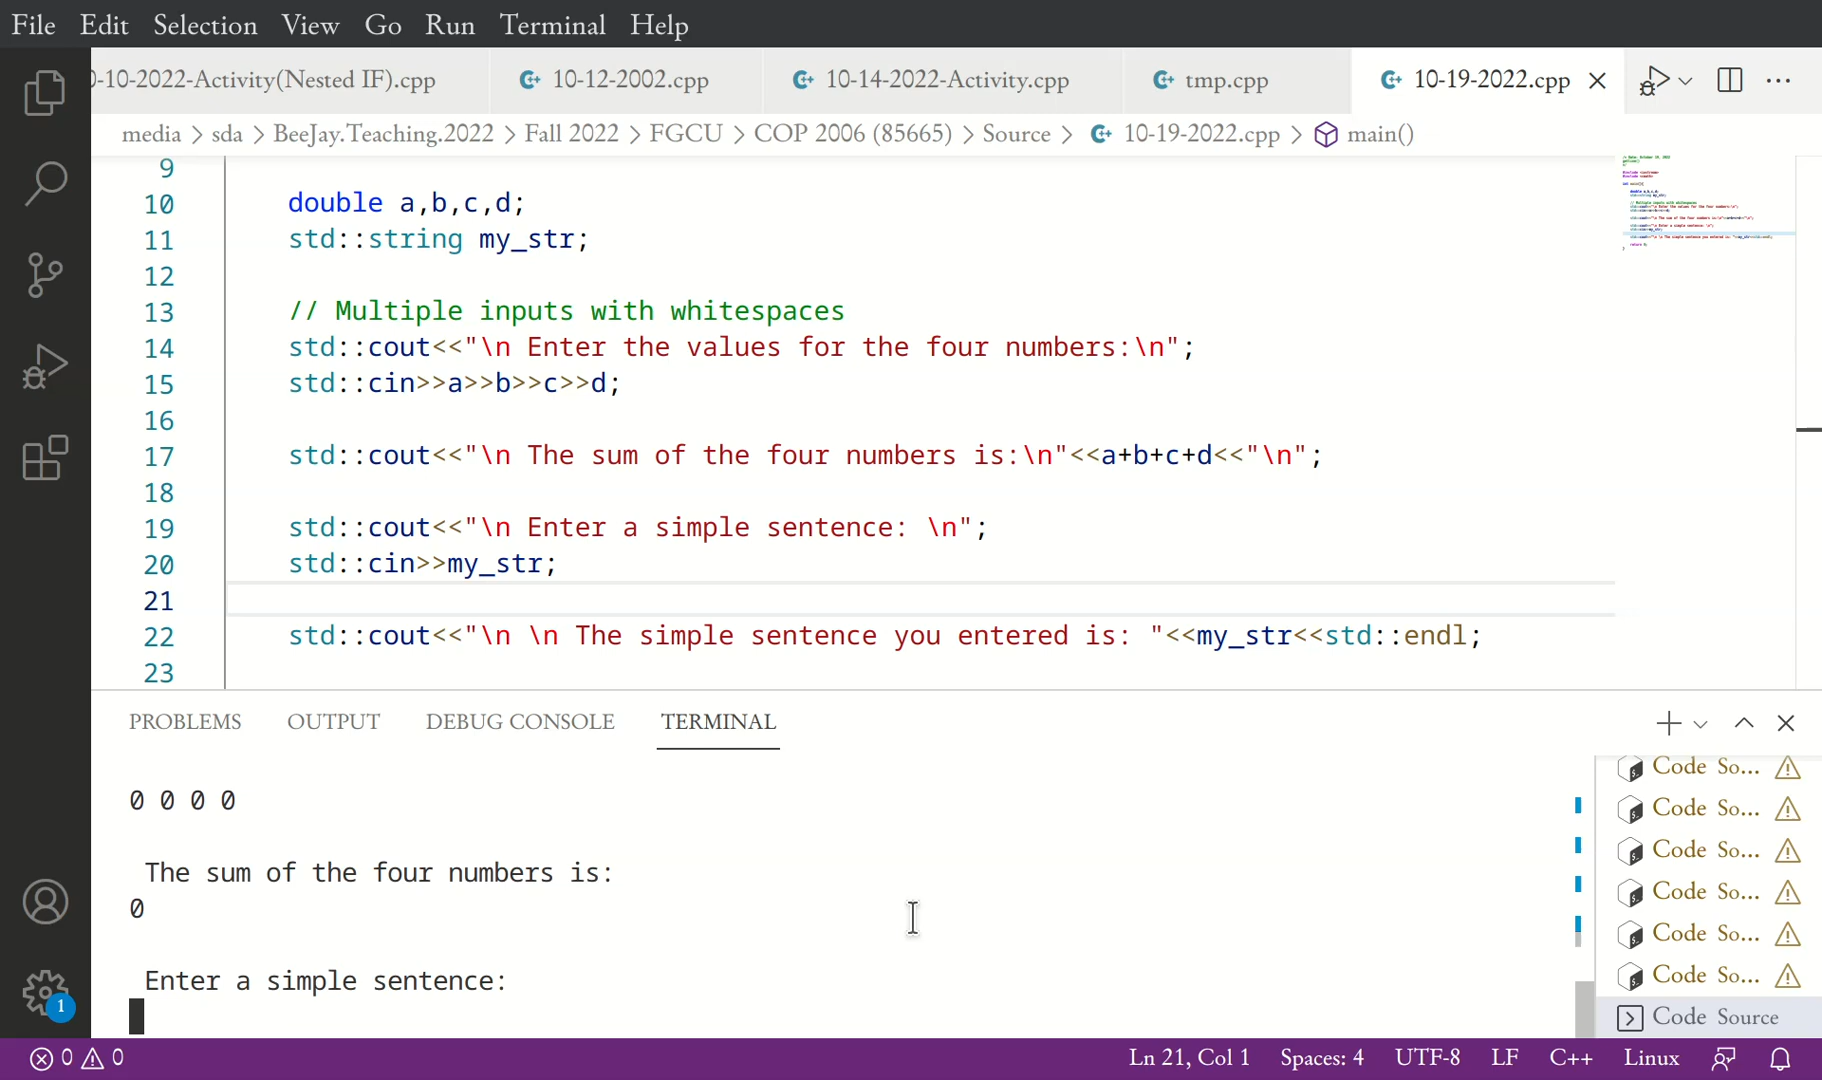 File Edit Selection View Go Run Terminal Help
0-10-2022-Activity(Nested IF).cpp 10-12-2002.cpp 10-14-2022-Activity.cpp tmp.cpp 10-19-2022.cpp
media > sda > BeeJay.Teaching.2022 > Fall 2022 > FGCU > COP 2006 (85665) > Source > 10-19-2022.cpp > main()
9
10 double a,b,c,d;
11 std::string my_str;
12
13 // Multiple inputs with whitespaces
14 std::cout<<"\n Enter the values for the four numbers:\n";
15 std::cin>>a>>b>>c>>d;
16
17 std::cout<<"\n The sum of the four numbers is:\n"<<a+b+c+d<<"\n";
18
19 std::cout<<"\n Enter a simple sentence: \n";
20 std::cin>>my_str;
21
22 std::cout<<"\n \n The simple sentence you entered is: "<<my_str<<std::endl;
23
PROBLEMS OUTPUT DEBUG CONSOLE TERMINAL
0 0 0 0
The sum of the four numbers is:
0
Enter a simple sentence:
Code So...
Code So...
Code So...
Code So...
Code So...
Code So...
Code Source
1
0 0 Ln 21, Col 1 Spaces: 4 UTF-8 LF C++ Linux